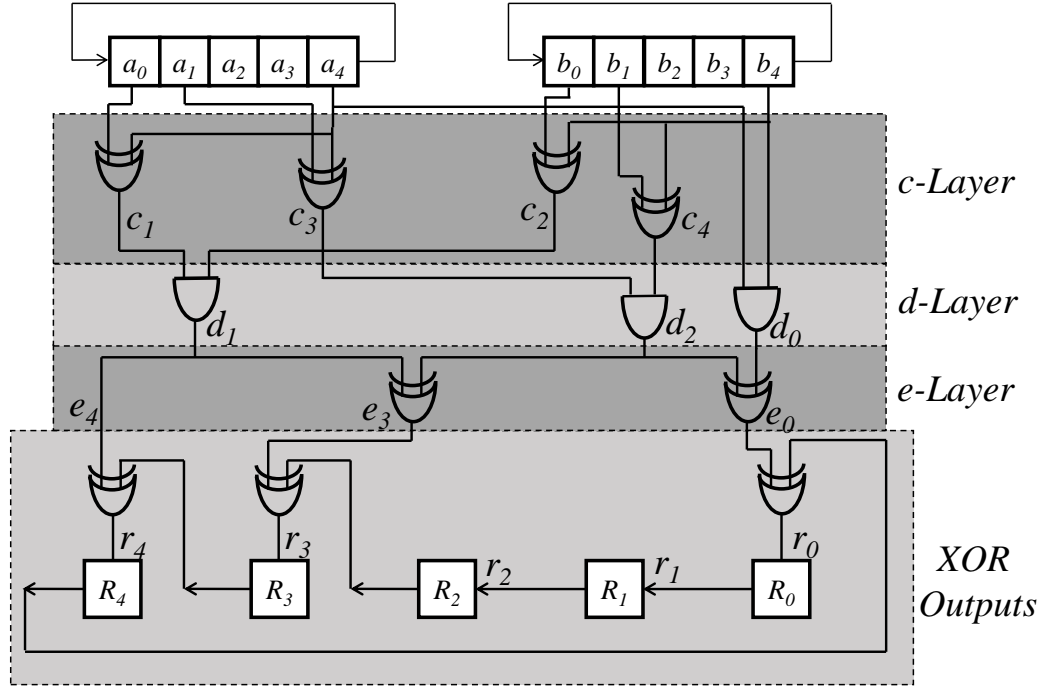 a₀ a₁ a₂ a₃ a₄ b₀ b₁ b₂ b₃ b₄
c-Layer
c₁ c₃ c₂ c₄
d-Layer
d₁ d₂ d₀
e-Layer
e₄ e₃ e₀
r₄ r₃ r₀
r₂ r₁
R₄ R₃ R₂ R₁ R₀
XOR
Outputs